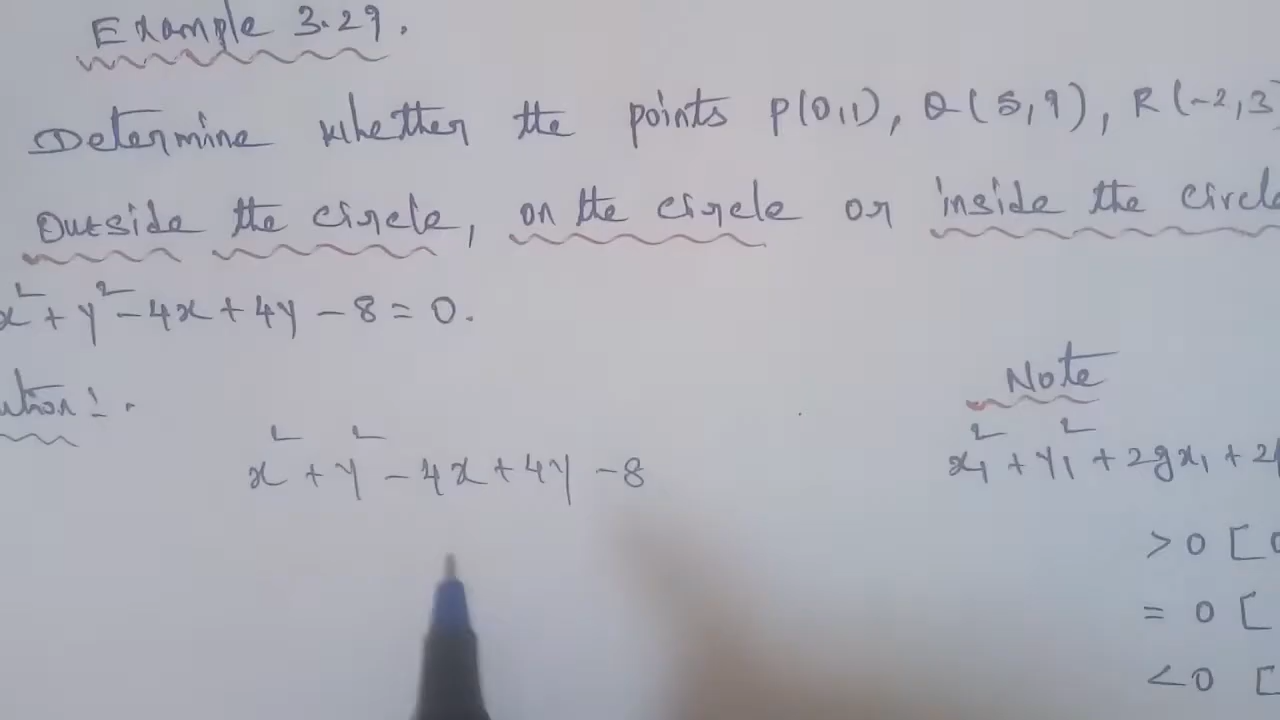 Example 3.29.
Determine whether the points P(0,1), Q(5,9), R(-2,3)
Outside the circle, on the circle or inside the circle
x² + y² - 4x + 4y - 8 = 0.
ution :.
Note
x² + y² - 4x + 4y - 8
x₁² + y₁² + 2gx₁ + 2f
> 0 [
= 0 [
< 0 [